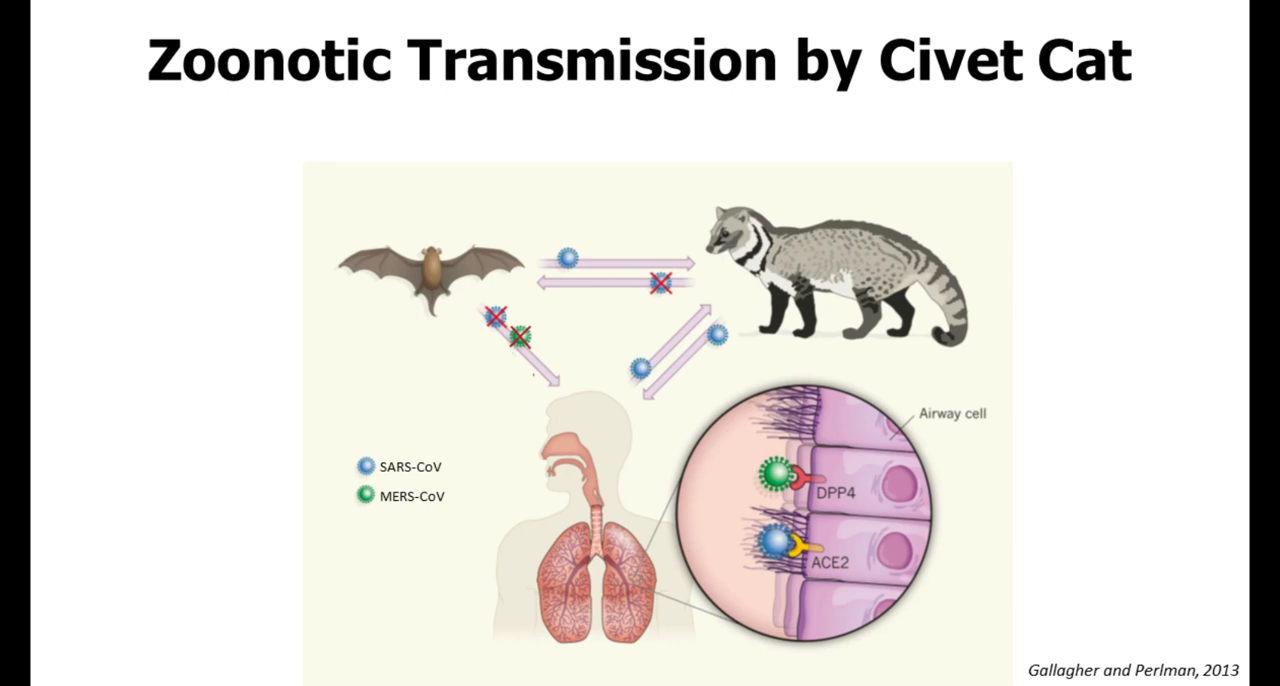 Zoonotic Transmission by Civet Cat
Airway cell
SARS-CoV
MERS-CoV
DPP4
ACE2
Gallagher and Perlman, 2013